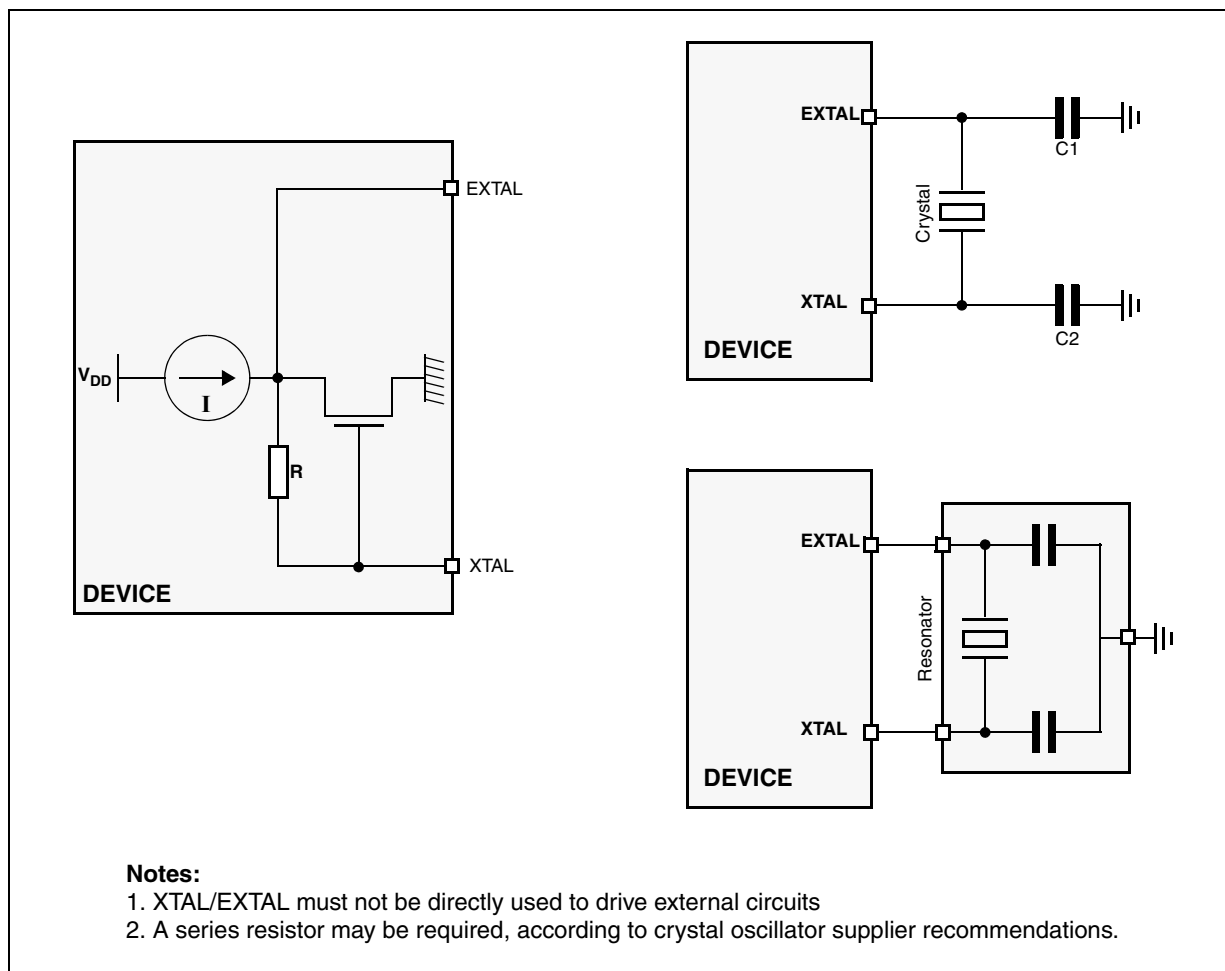 EXTAL
V_DD
I
R
XTAL
DEVICE
EXTAL
C1
Crystal
XTAL
C2
DEVICE
EXTAL
Resonator
XTAL
DEVICE
Notes:
1. XTAL/EXTAL must not be directly used to drive external circuits
2. A series resistor may be required, according to crystal oscillator supplier recommendations.